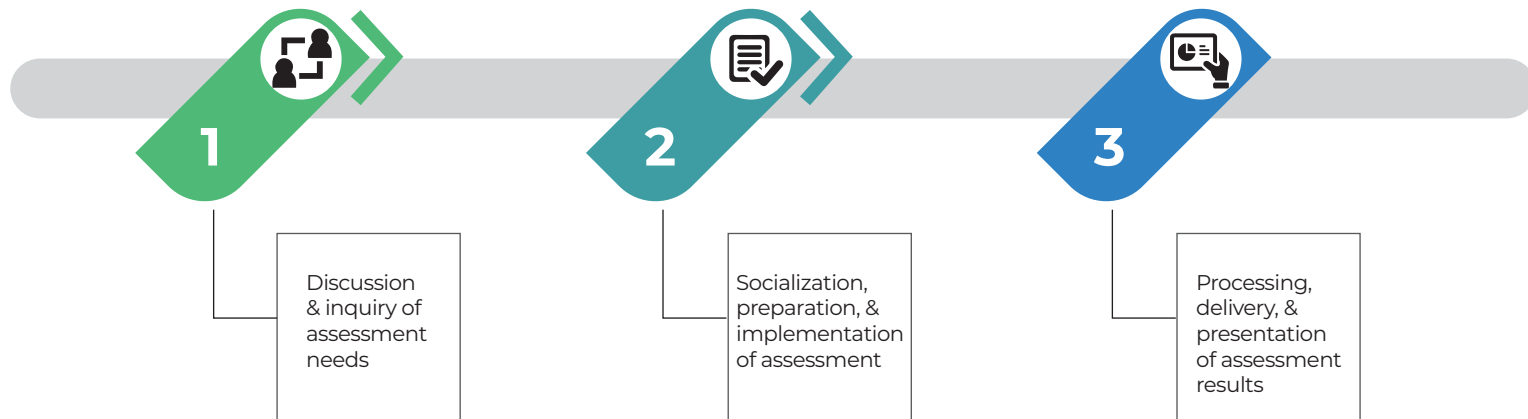 1
Discussion
& inquiry of
assessment
needs
2
Socialization,
preparation, &
implementation
of assessment
3
Processing,
delivery, &
presentation
of assessment
results